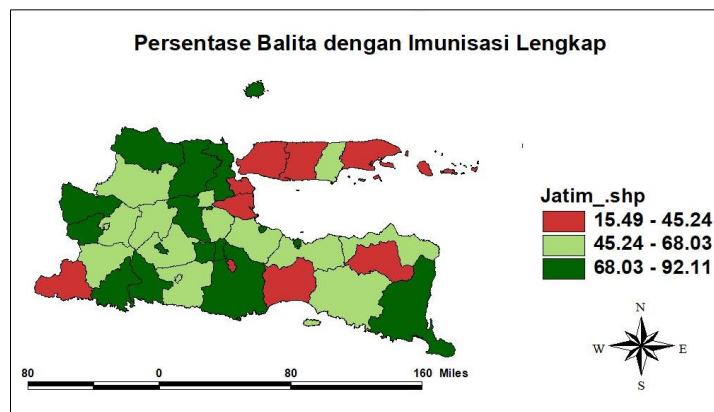 Persentase Balita dengan Imunisasi Lengkap
Jatim_.shp
15.49 - 45.24
45.24 - 68.03
68.03 - 92.11
N
W E
S
80 0 80 160 Miles